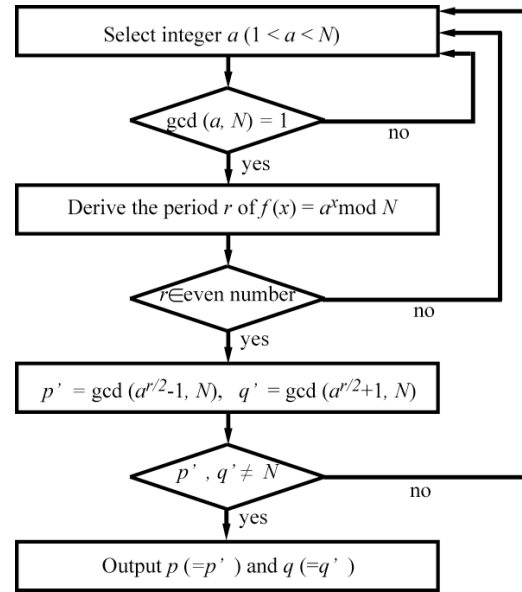 Select integer a (1 < a < N)
gcd (a, N) = 1
no
yes
Derive the period r of f (x) = aˣmod N
r∈even number
no
yes
p’ = gcd (a^{r/2}-1, N), q’ = gcd (a^{r/2}+1, N)
p’ , q’ ≠ N
no
yes
Output p (=p’ ) and q (=q’ )